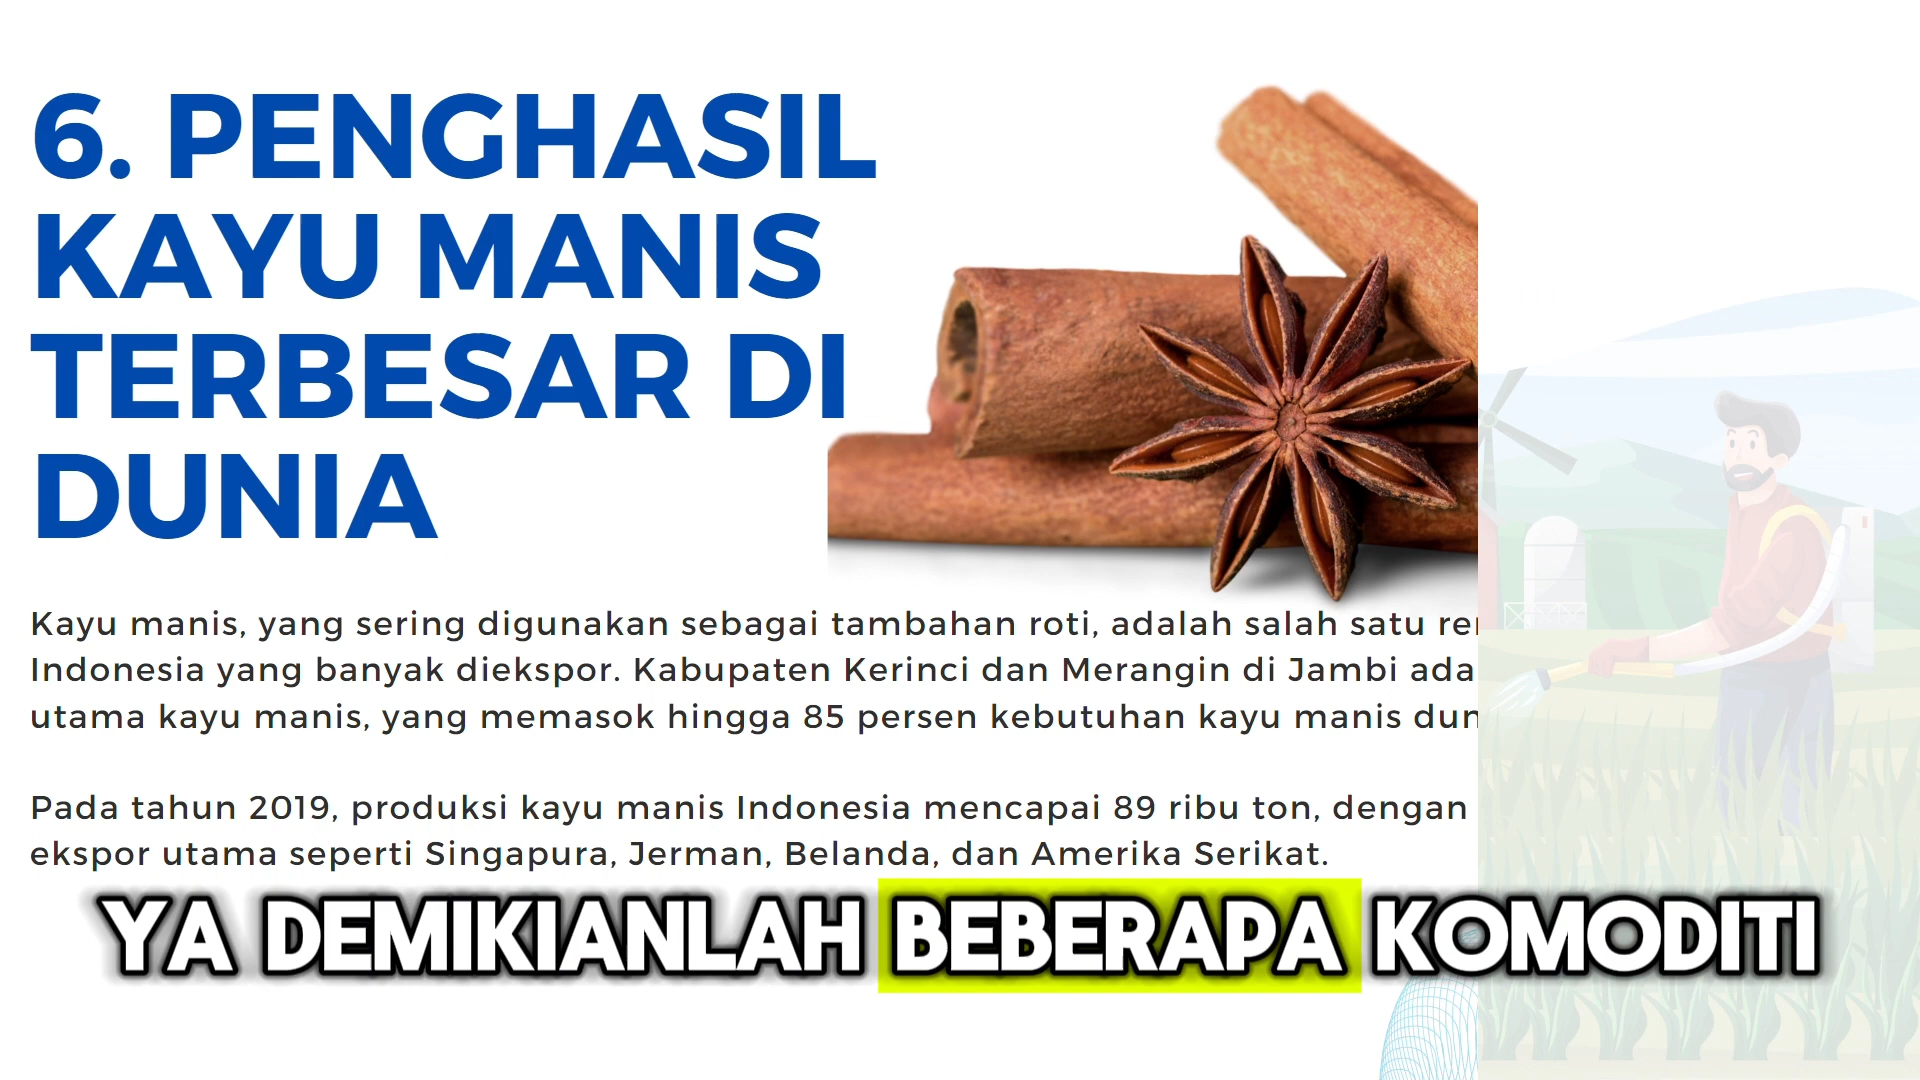 6. PENGHASIL
KAYU MANIS
TERBESAR DI
DUNIA
Kayu manis, yang sering digunakan sebagai tambahan roti, adalah salah satu
Indonesia yang banyak diekspor. Kabupaten Kerinci dan Merangin di Jambi
utama kayu manis, yang memasok hingga 85 persen kebutuhan kayu manis
Pada tahun 2019, produksi kayu manis Indonesia mencapai 89 ribu ton, dengan
ekspor utama seperti Singapura, Jerman, Belanda, dan Amerika Serikat.
YA DEMIKIANLAH BEBERAPA KOMODITI